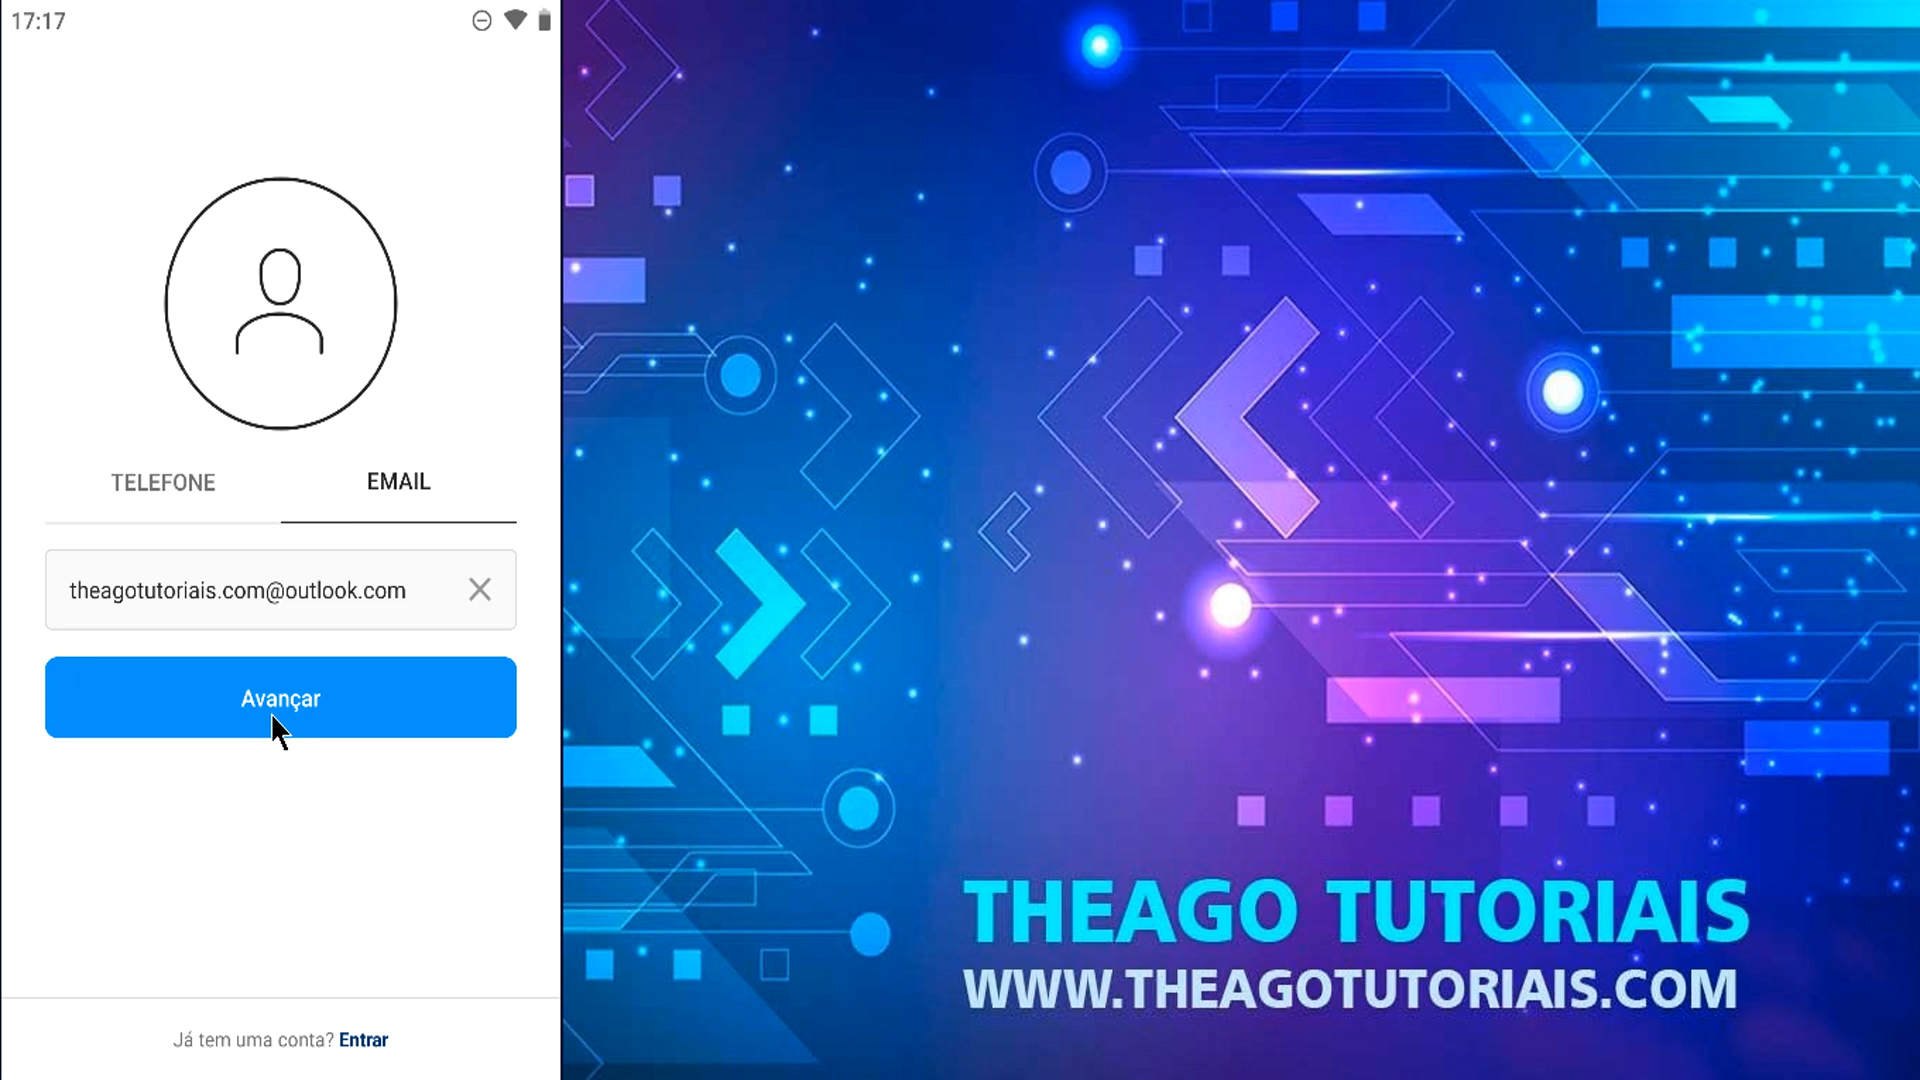 17:17
TELEFONE
EMAIL
theagotutoriais.com@outlook.com
Avançar
Já tem uma conta? Entrar
THEAGO TUTORIAIS
WWW.THEAGOTUTORIAIS.COM